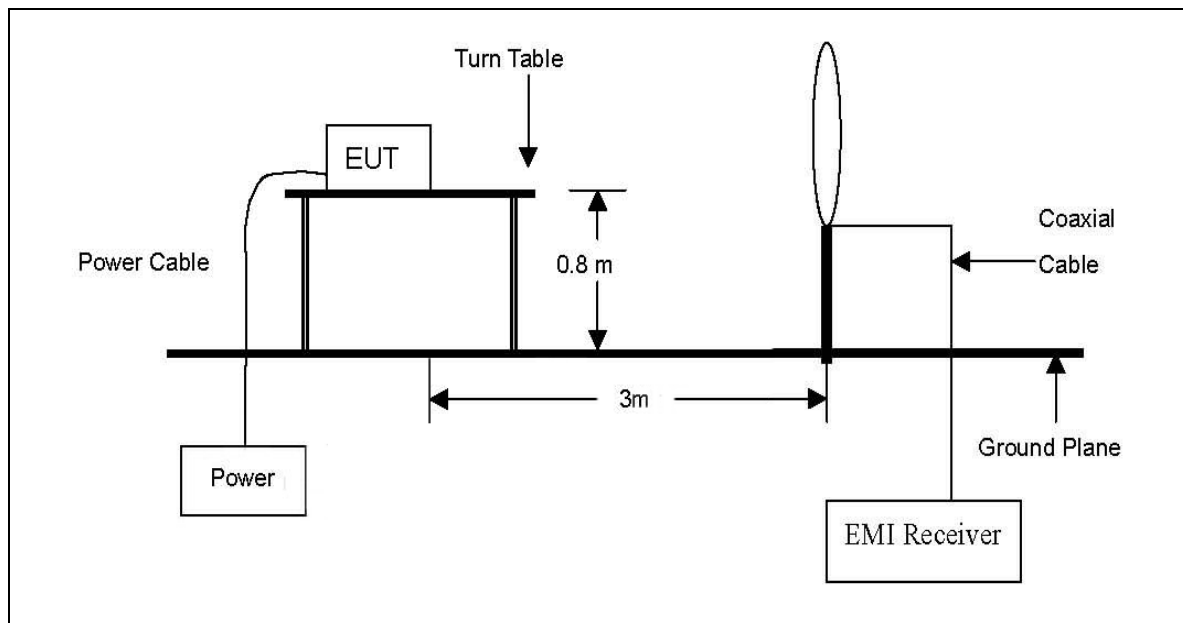 Turn Table
EUT
Power Cable
0.8 m
Coaxial
Cable
3m
Ground Plane
Power
EMI Receiver